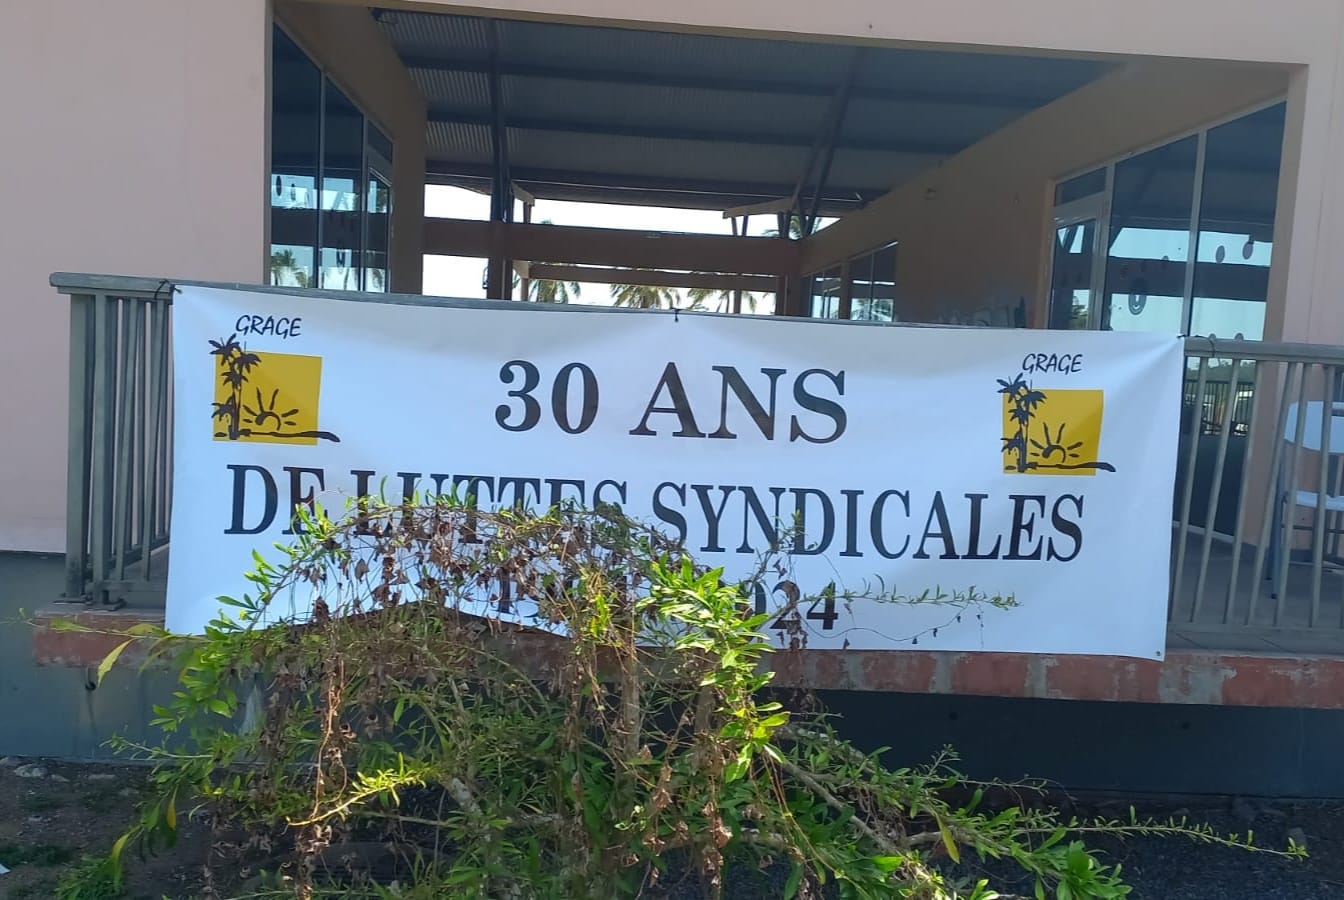 GRAGE
GRAGE
30 ANS
DE LUTTES SYNDICALES